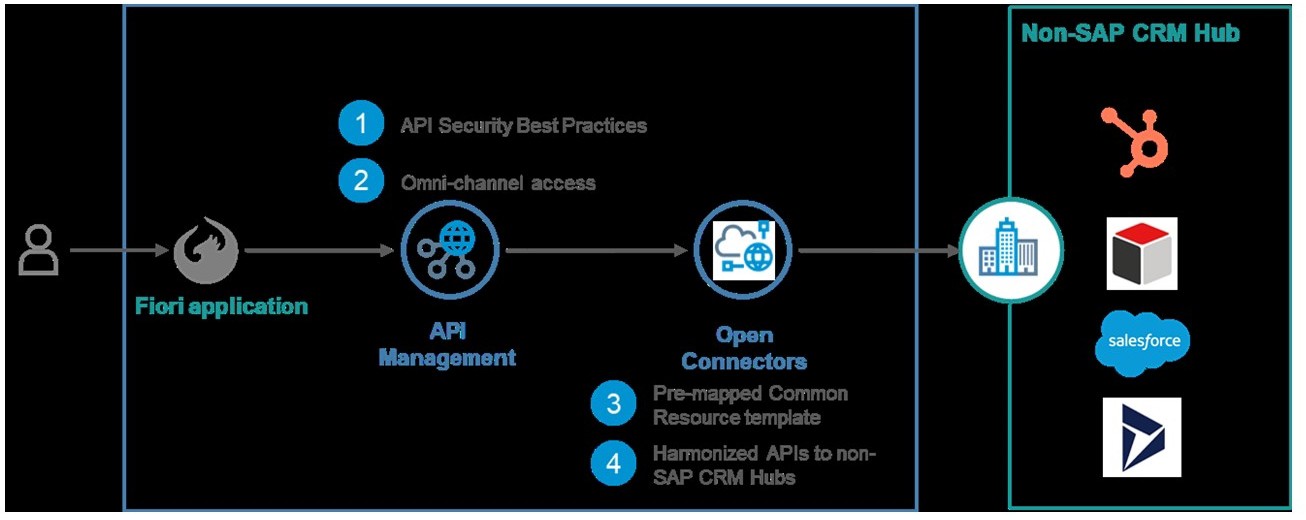 Non-SAP CRM Hub
1
API Security Best Practices
2
Omni-channel access
Fiori application
API
Management
Open
Connectors
3
Pre-mapped Common
Resource template
4
Harmonized APIs to non-
SAP CRM Hubs
salesforce